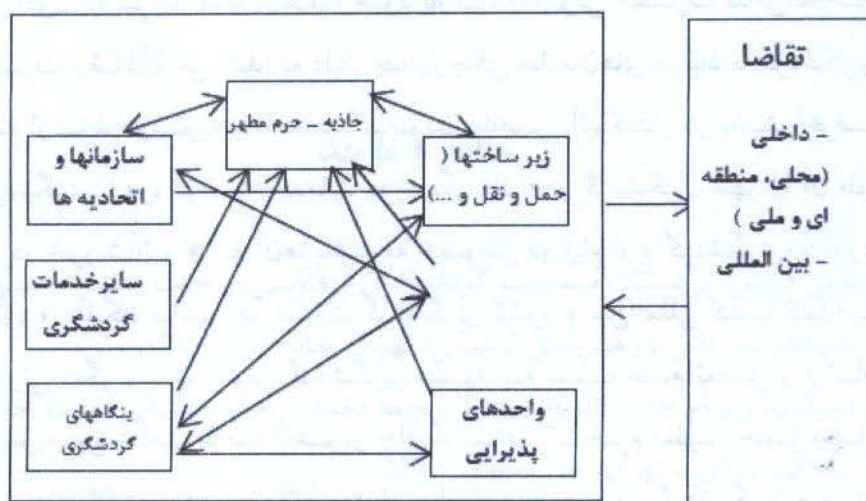 جاذبه – حرم مطهر
سازمانها و
اتحادیه ها
زیر ساختها (
حمل و نقل و ...)
سایرخدمات
گردشگری
بنگاههای
گردشگری
واحدهای
پذیرایی
تقاضا
– داخلی
(محلی، منطقه
ای و ملی )
– بین المللی